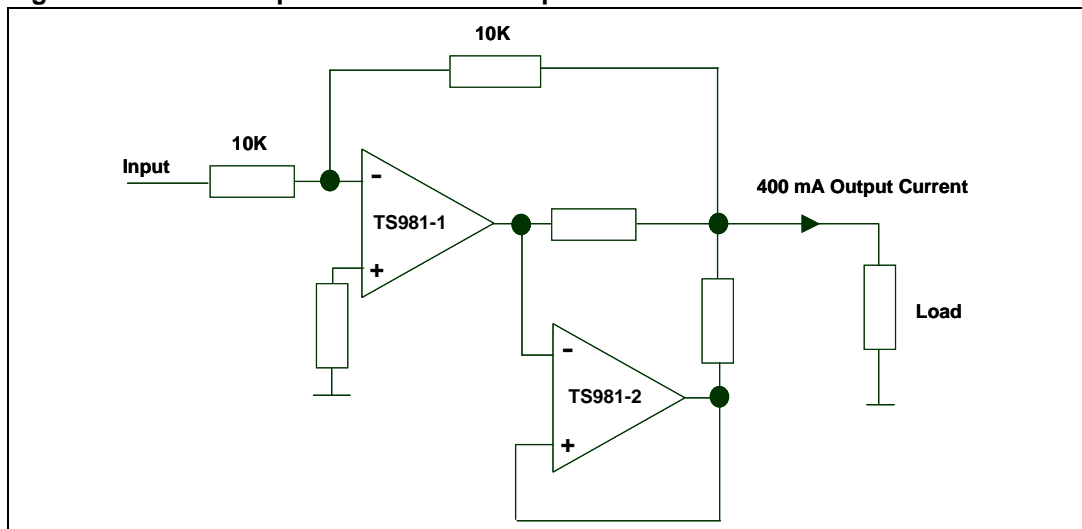 10K
10K
Input
-
TS981-1
400 mA Output Current
+
Load
-
TS981-2
+